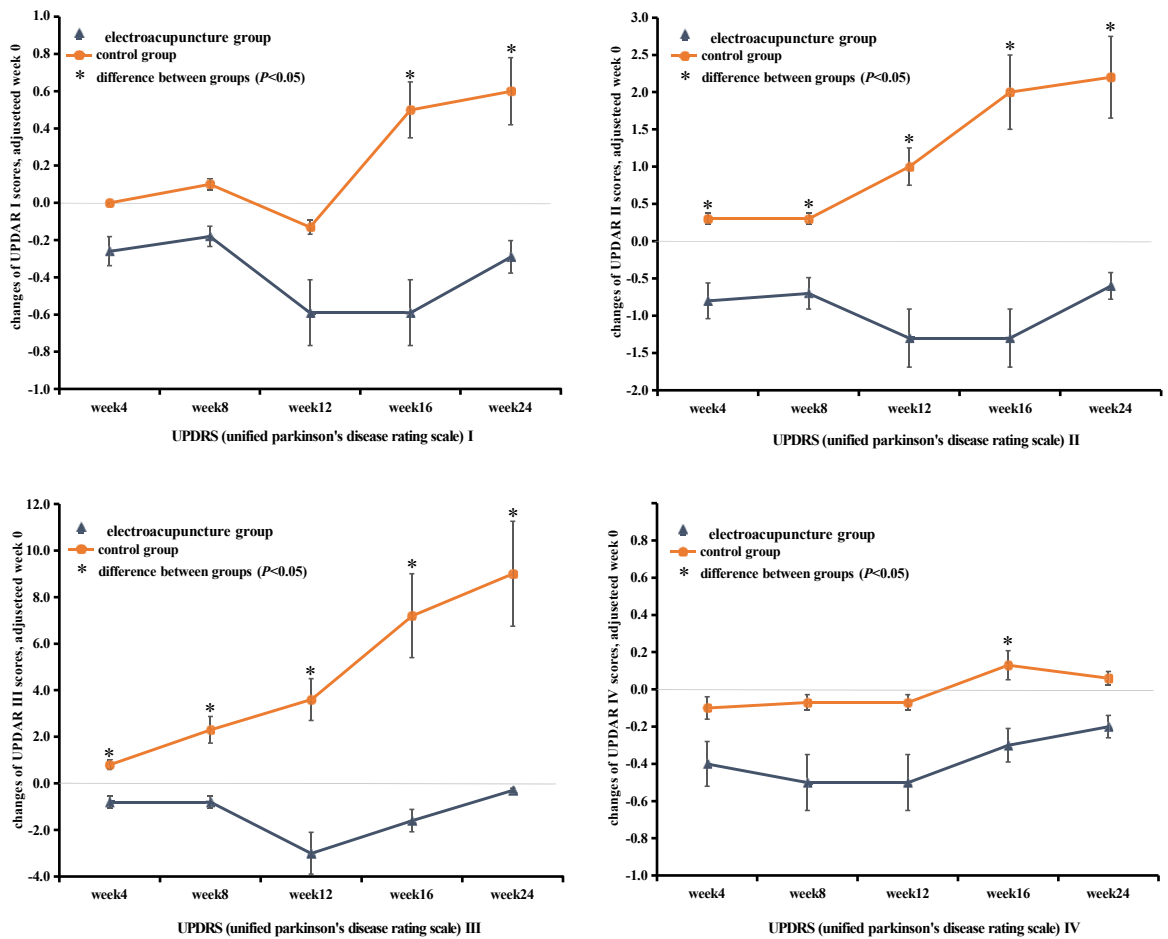 1.0
0.8
0.6
0.4
0.2
0.0
-0.2
-0.4
-0.6
-0.8
-1.0
changes of UPDAR I scores, adjuseteed week 0
electroacupuncture group
control group
* difference between groups (P<0.05)
* *
week4 week8 week12 week16 week24
UPDRS (unified parkinson's disease rating scale) I
3.0
2.5
2.0
1.5
1.0
0.5
0.0
-0.5
-1.0
-1.5
-2.0
changes of UPDAR II scores, adjuseteed week 0
electroacupuncture group
control group
* difference between groups (P<0.05)
* * * * *
week4 week8 week12 week16 week24
UPDRS (unified parkinson's disease rating scale) II
12.0
10.0
8.0
6.0
4.0
2.0
0.0
-2.0
-4.0
changes of UPDAR III scores, adjuseteed week 0
electroacupuncture group
control group
* difference between groups (P<0.05)
* * * * *
week4 week8 week12 week16 week24
UPDRS (unified parkinson's disease rating scale) III
0.8
0.6
0.4
0.2
0.0
-0.2
-0.4
-0.6
-0.8
-1.0
changes of UPDAR IV scores, adjuseteed week 0
electroacupuncture group
control group
* difference between groups (P<0.05)
*
week4 week8 week12 week16 week24
UPDRS (unified parkinson's disease rating scale) IV